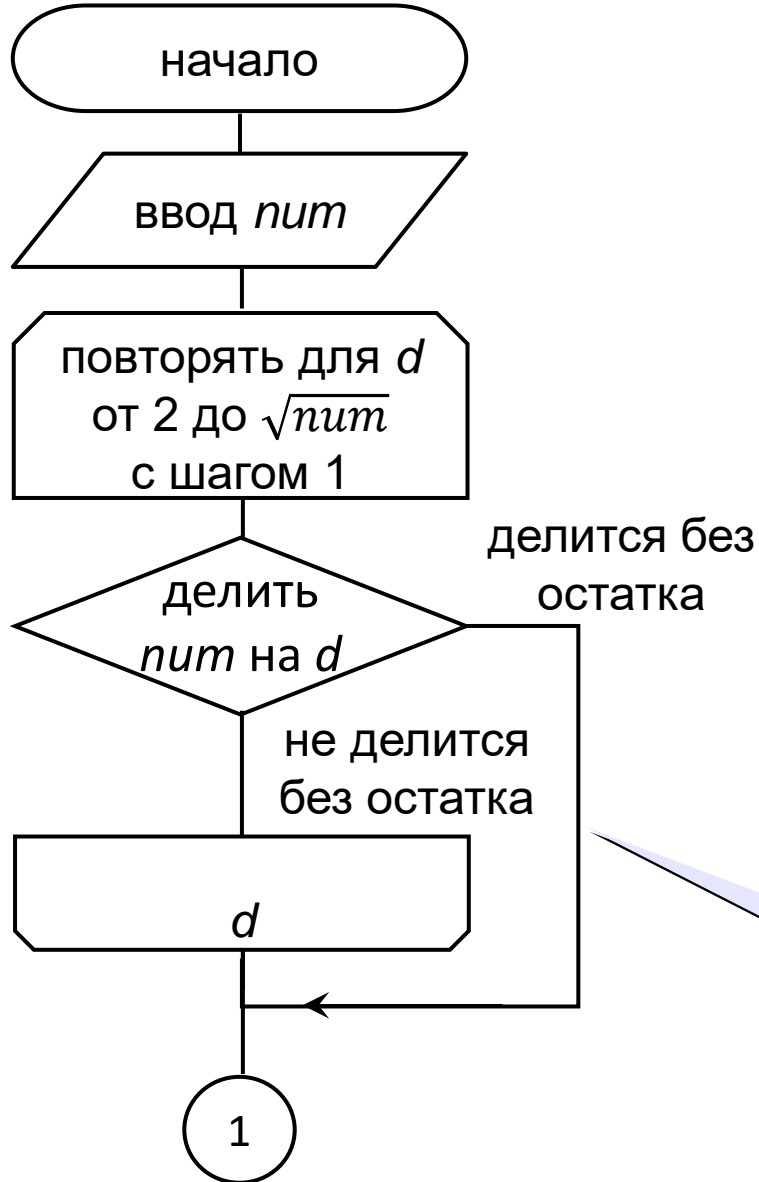 начало
ввод num
повторять для d
от 2 до √num
с шагом 1
делится без
остатка
делить
num на d
не делится
без остатка
d
1